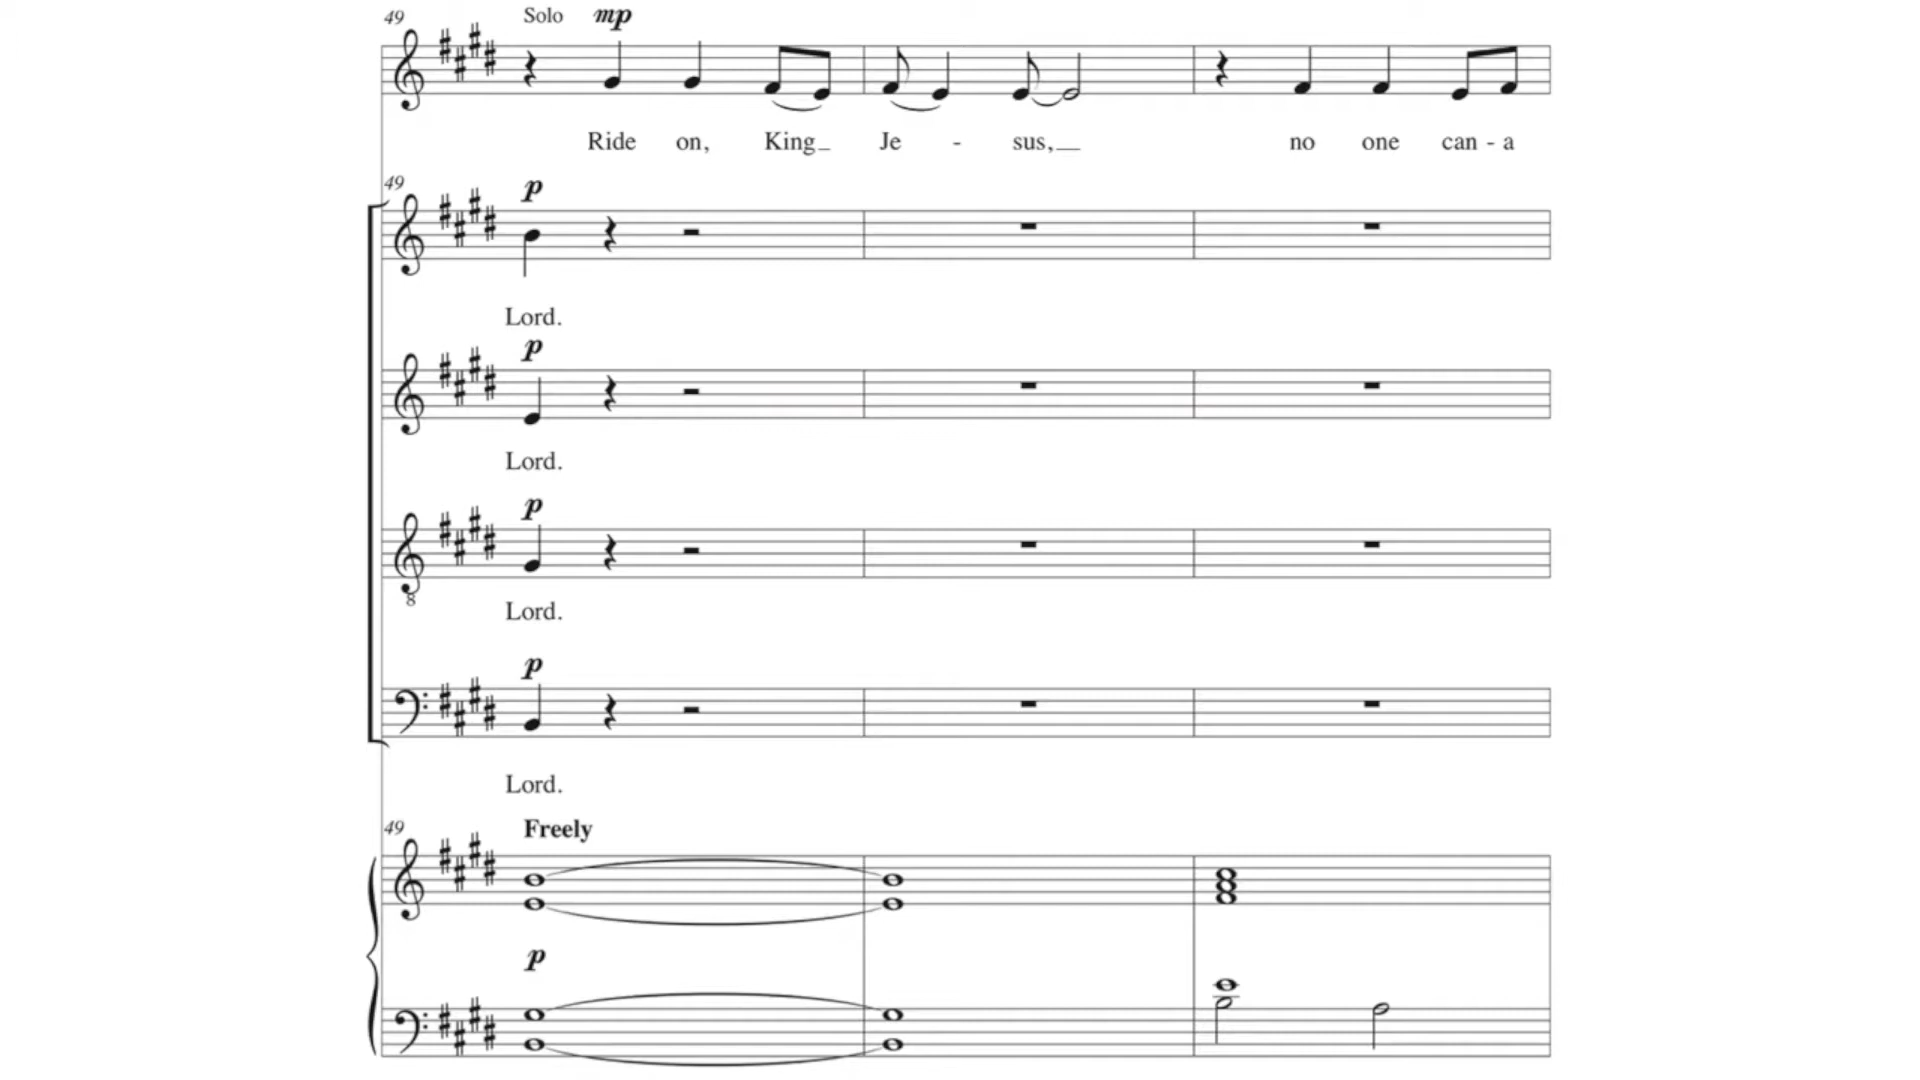 49 Solo mp
Ride on, King_ Je - sus,__ no one can - a
49 p
Lord.
p
Lord.
p
8
Lord.
p
Lord.
49 Freely
p